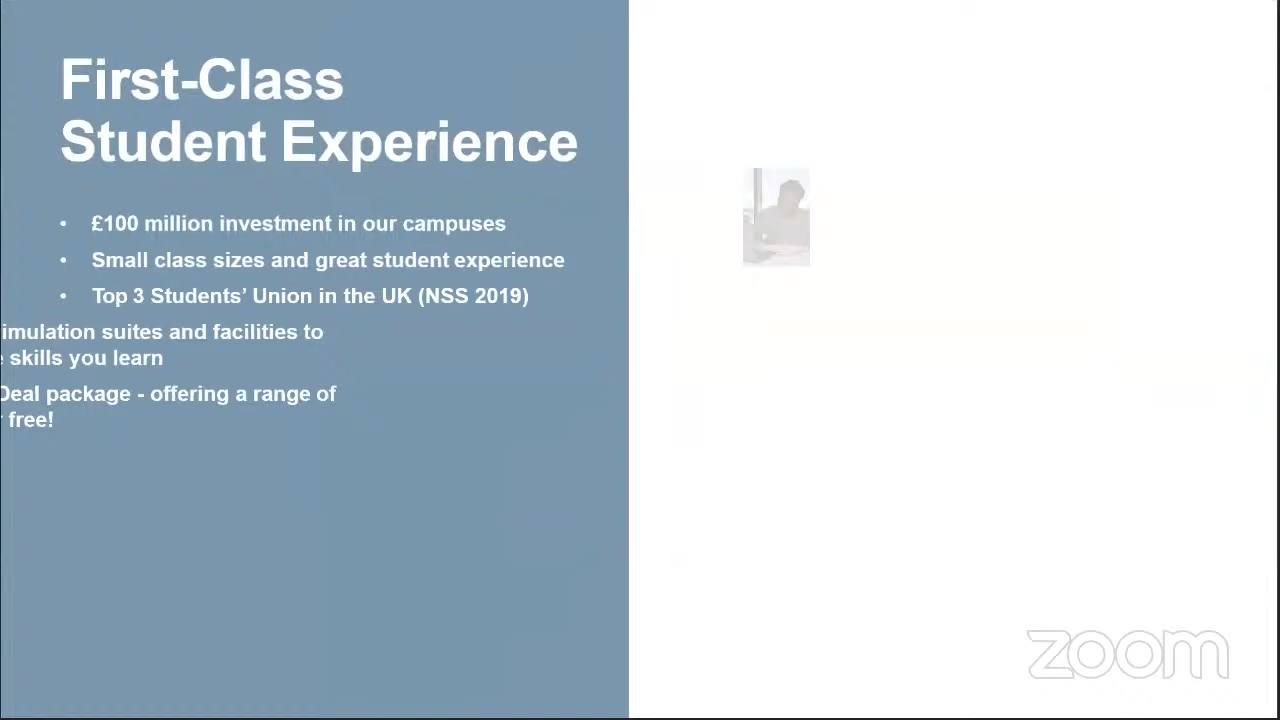 First-Class
Student Experience
• £100 million investment in our campuses
• Small class sizes and great student experience
• Top 3 Students’ Union in the UK (NSS 2019)
imulation suites and facilities to
skills you learn
Deal package - offering a range of
free!
zoom